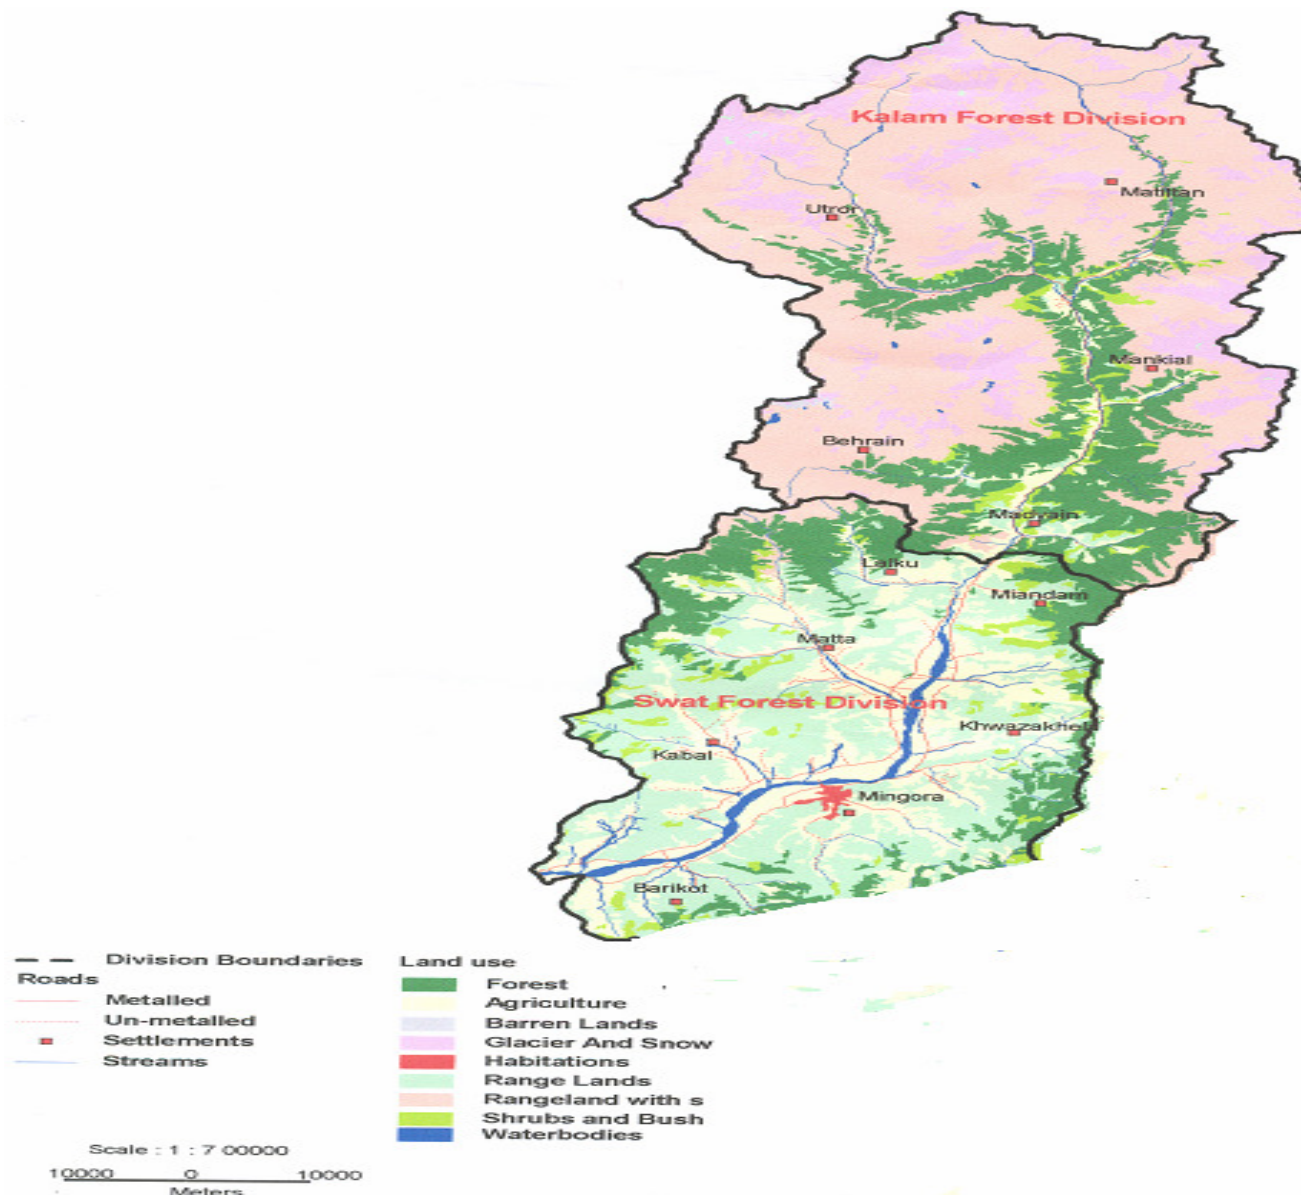 Kalam Forest Division
Matiltan
Utror
Mankial
Behrain
Madyain
Lalku
Miandam
Matta
Swat Forest Division
Khwazakhela
Kabal
Mingora
Barikot
Division Boundaries
Roads
Metalled
Un-metalled
Settlements
Streams
Land use
Forest
Agriculture
Barren Lands
Glacier And Snow
Habitations
Range Lands
Rangeland with s
Shrubs and Bush
Waterbodies
Scale : 1 : 7 00000
10000 0 10000
Meters